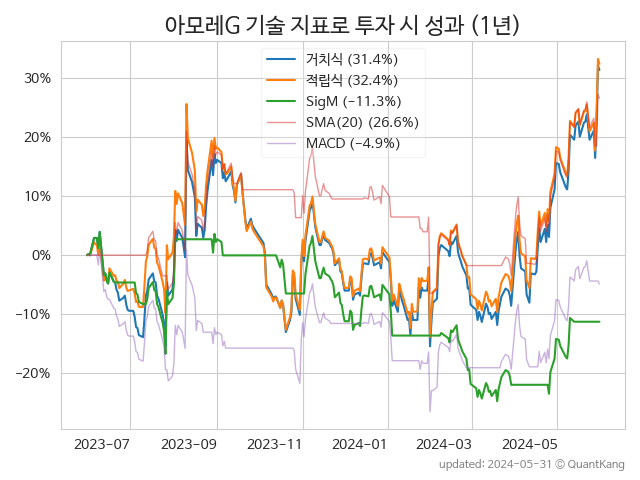 아모레G 기술 지표로 투자 시 성과 (1년)
거치식 (31.4%)
적립식 (32.4%)
SigM (−11.3%)
SMA(20) (26.6%)
MACD (−4.9%)
30%
20%
10%
0%
−10%
−20%
2023-07
2023-09
2023-11
2024-01
2024-03
2024-05
updated: 2024-05-31 © QuantKang